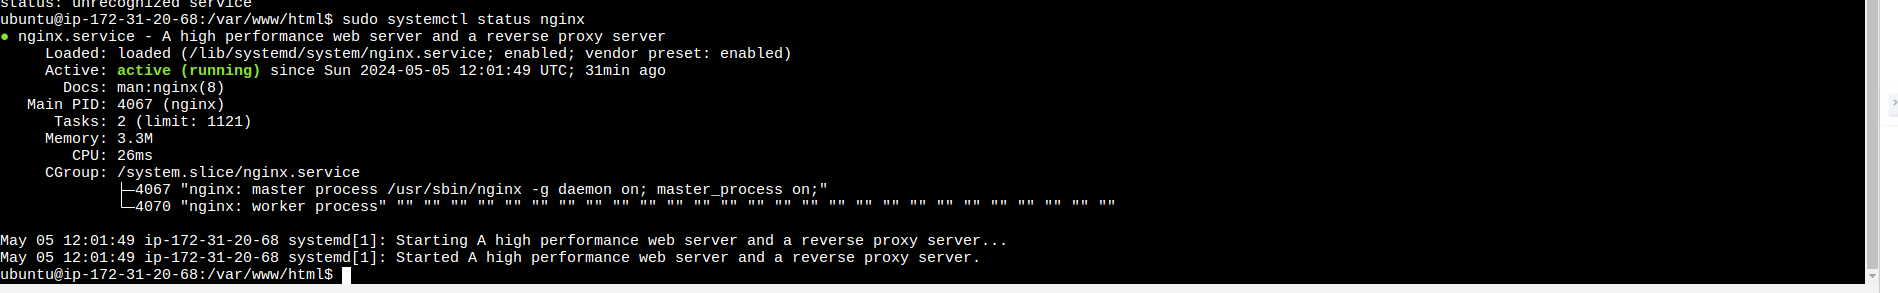 status: unrecognized service
ubuntu@ip-172-31-20-68:/var/www/html$ sudo systemctl status nginx
● nginx.service - A high performance web server and a reverse proxy server
     Loaded: loaded (/lib/systemd/system/nginx.service; enabled; vendor preset: enabled)
     Active: active (running) since Sun 2024-05-05 12:01:49 UTC; 31min ago
       Docs: man:nginx(8)
   Main PID: 4067 (nginx)
      Tasks: 2 (limit: 1121)
     Memory: 3.3M
        CPU: 26ms
     CGroup: /system.slice/nginx.service
             ├─4067 "nginx: master process /usr/sbin/nginx -g daemon on; master_process on;"
             └─4070 "nginx: worker process" "" "" "" "" "" "" "" "" "" "" "" "" "" "" "" "" "" "" "" "" "" "" "" "" "" "" ""
May 05 12:01:49 ip-172-31-20-68 systemd[1]: Starting A high performance web server and a reverse proxy server...
May 05 12:01:49 ip-172-31-20-68 systemd[1]: Started A high performance web server and a reverse proxy server.
ubuntu@ip-172-31-20-68:/var/www/html$